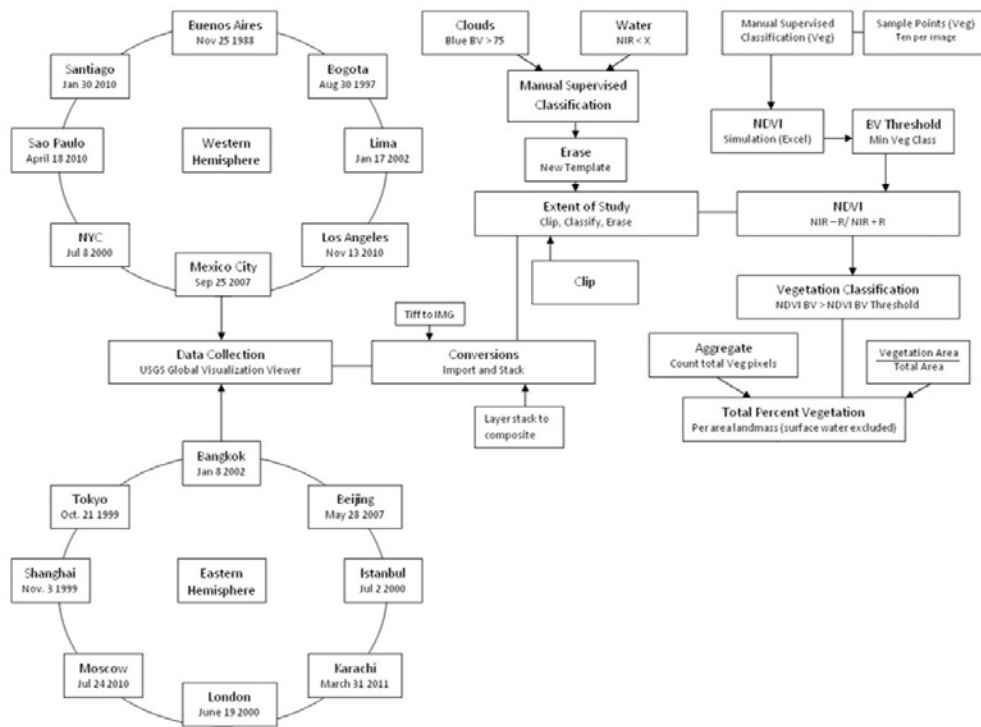 Buenos Aires
Nov 25 1988
Santiago
Jan 30 2010
Bogota
Aug 30 1997
Sao Paulo
April 18 2010
Western
Hemisphere
Lima
Jan 17 2002
NYC
Jul 8 2000
Los Angeles
Nov 13 2010
Mexico City
Sep 25 2007
Data Collection
USGS Global Visualization Viewer
Bangkok
Jan 8 2002
Tokyo
Oct. 21 1999
Beijing
May 28 2007
Shanghai
Nov. 3 1999
Eastern
Hemisphere
Istanbul
Jul 2 2000
Moscow
Jul 24 2010
Karachi
March 31 2011
London
June 19 2000
Tiff to IMG
Conversions
Import and Stack
Layer stack to
composite
Clouds
Blue BV > 75
Water
NIR < X
Manual Supervised
Classification
Erase
New Template
Extent of Study
Clip, Classify, Erase
Clip
Manual Supervised
Classification (Veg)
Sample Points (Veg)
Ten per image
NDVI
Simulation (Excel)
BV Threshold
Min Veg Class
NDVI
NIR – R/ NIR + R
Vegetation Classification
NDVI BV > NDVI BV Threshold
Aggregate
Count total Veg pixels
Vegetation Area
Total Area
Total Percent Vegetation
Per area landmass (surface water excluded)